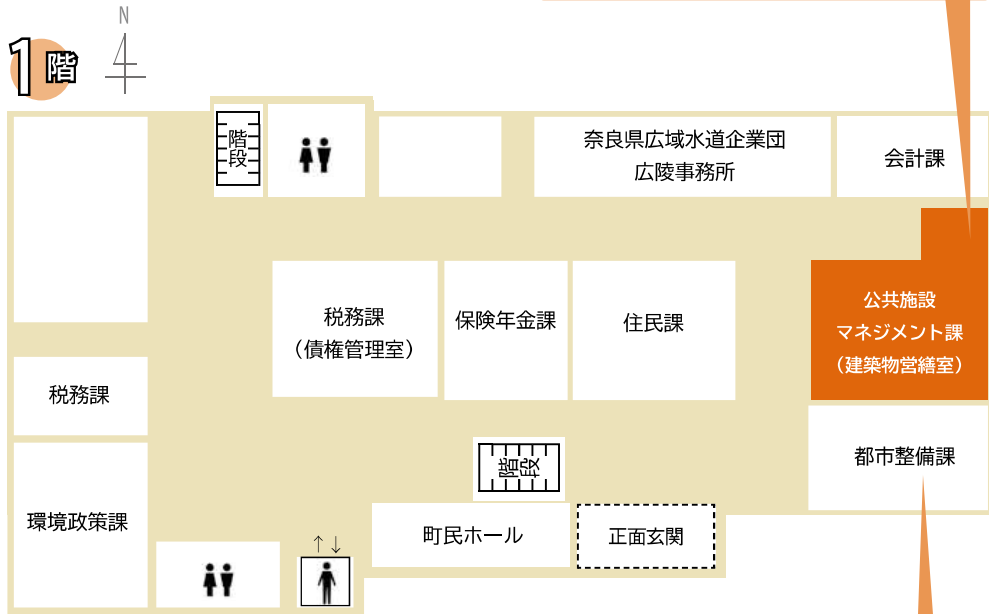 N
1階
階段
奈良県広域水道企業団
広陵事務所
会計課
税務課
（債権管理室）
保険年金課
住民課
公共施設
マネジメント課
（建築物営繕室）
税務課
階段
都市整備課
環境政策課
町民ホール
正面玄関
↑↓